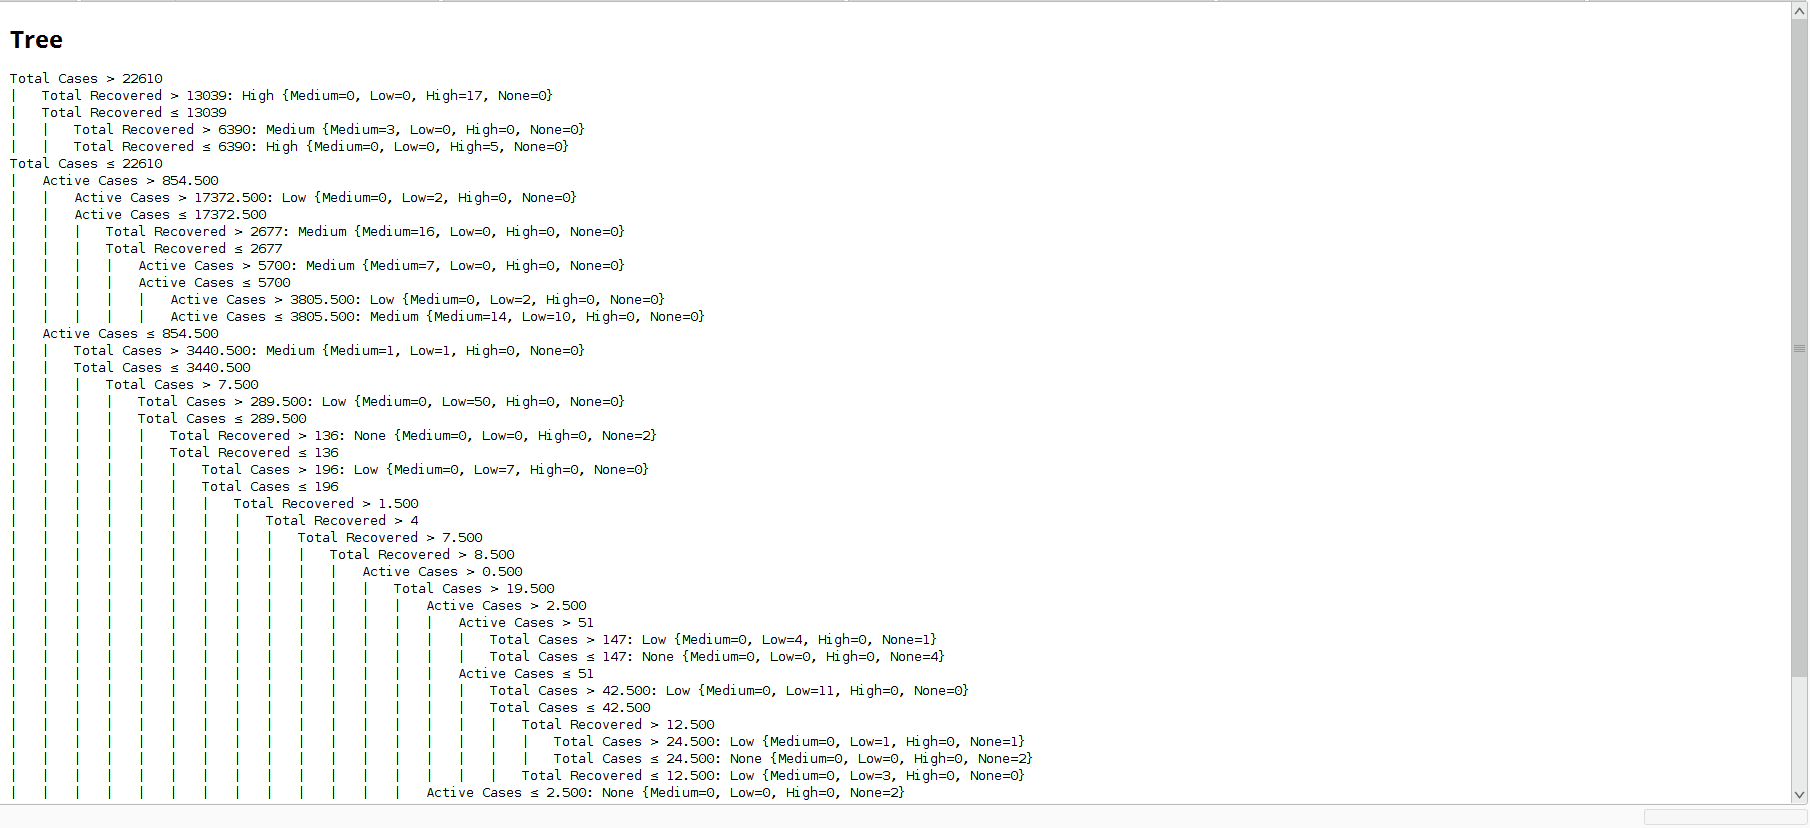 Tree
Total Cases > 22610
|   Total Recovered > 13039: High {Medium=0, Low=0, High=17, None=0}
|   Total Recovered ≤ 13039
|   |   Total Recovered > 6390: Medium {Medium=3, Low=0, High=0, None=0}
|   |   Total Recovered ≤ 6390: High {Medium=0, Low=0, High=5, None=0}
Total Cases ≤ 22610
|   Active Cases > 854.500
|   |   Active Cases > 17372.500: Low {Medium=0, Low=2, High=0, None=0}
|   |   Active Cases ≤ 17372.500
|   |   |   Total Recovered > 2677: Medium {Medium=16, Low=0, High=0, None=0}
|   |   |   Total Recovered ≤ 2677
|   |   |   |   Active Cases > 5700: Medium {Medium=7, Low=0, High=0, None=0}
|   |   |   |   Active Cases ≤ 5700
|   |   |   |   |   Active Cases > 3805.500: Low {Medium=0, Low=2, High=0, None=0}
|   |   |   |   |   Active Cases ≤ 3805.500: Medium {Medium=14, Low=10, High=0, None=0}
|   Active Cases ≤ 854.500
|   |   Total Cases > 3440.500: Medium {Medium=1, Low=1, High=0, None=0}
|   |   Total Cases ≤ 3440.500
|   |   |   Total Cases > 7.500
|   |   |   |   Total Cases > 289.500: Low {Medium=0, Low=50, High=0, None=0}
|   |   |   |   Total Cases ≤ 289.500
|   |   |   |   |   Total Recovered > 136: None {Medium=0, Low=0, High=0, None=2}
|   |   |   |   |   Total Recovered ≤ 136
|   |   |   |   |   |   Total Cases > 196: Low {Medium=0, Low=7, High=0, None=0}
|   |   |   |   |   |   Total Cases ≤ 196
|   |   |   |   |   |   |   Total Recovered > 1.500
|   |   |   |   |   |   |   |   Total Recovered > 4
|   |   |   |   |   |   |   |   |   Total Recovered > 7.500
|   |   |   |   |   |   |   |   |   |   Total Recovered > 8.500
|   |   |   |   |   |   |   |   |   |   |   Active Cases > 0.500
|   |   |   |   |   |   |   |   |   |   |   |   Total Cases > 19.500
|   |   |   |   |   |   |   |   |   |   |   |   |   Active Cases > 2.500
|   |   |   |   |   |   |   |   |   |   |   |   |   |   Active Cases > 51
|   |   |   |   |   |   |   |   |   |   |   |   |   |   |   Total Cases > 147: Low {Medium=0, Low=4, High=0, None=1}
|   |   |   |   |   |   |   |   |   |   |   |   |   |   |   Total Cases ≤ 147: None {Medium=0, Low=0, High=0, None=4}
|   |   |   |   |   |   |   |   |   |   |   |   |   |   Active Cases ≤ 51
|   |   |   |   |   |   |   |   |   |   |   |   |   |   |   Total Cases > 42.500: Low {Medium=0, Low=11, High=0, None=0}
|   |   |   |   |   |   |   |   |   |   |   |   |   |   |   Total Cases ≤ 42.500
|   |   |   |   |   |   |   |   |   |   |   |   |   |   |   |   Total Recovered > 12.500
|   |   |   |   |   |   |   |   |   |   |   |   |   |   |   |   |   Total Cases > 24.500: Low {Medium=0, Low=1, High=0, None=1}
|   |   |   |   |   |   |   |   |   |   |   |   |   |   |   |   |   Total Cases ≤ 24.500: None {Medium=0, Low=0, High=0, None=2}
|   |   |   |   |   |   |   |   |   |   |   |   |   |   |   |   Total Recovered ≤ 12.500: Low {Medium=0, Low=3, High=0, None=0}
|   |   |   |   |   |   |   |   |   |   |   |   |   Active Cases ≤ 2.500: None {Medium=0, Low=0, High=0, None=2}